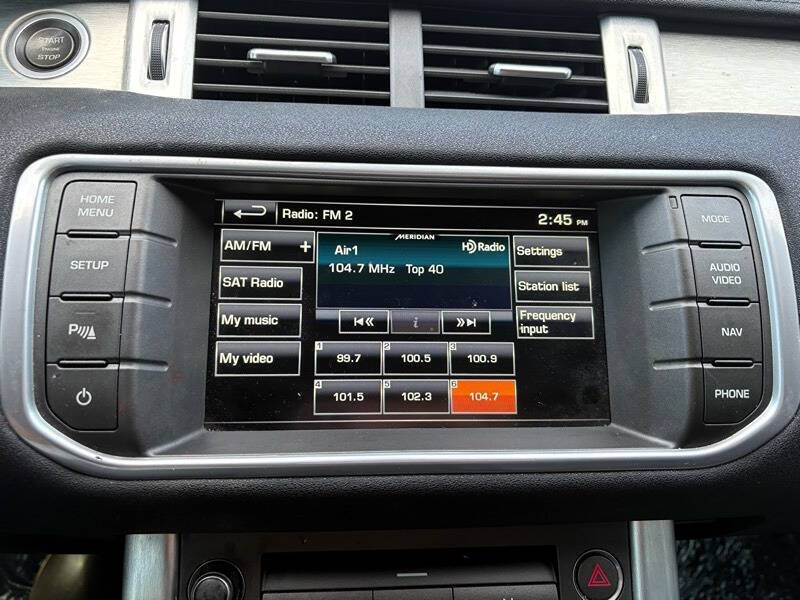 START
ENGINE
STOP
HOME
MENU
SETUP
P
MODE
AUDIO
VIDEO
NAV
PHONE
Radio: FM 2
2:45 PM
AM/FM +
SAT Radio
My music
My video
MERIDIAN
Air1
HD Radio
104.7 MHz Top 40
i
Settings
Station list
Frequency
input
1 99.7
2 100.5
3 100.9
4 101.5
5 102.3
6 104.7